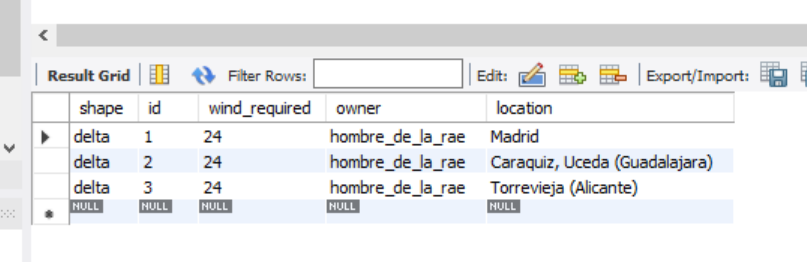 Result Grid Filter Rows: Edit: Export/Import:
shape id wind_required owner location
delta 1 24 hombre_de_la_rae Madrid
delta 2 24 hombre_de_la_rae Caraquiz, Uceda (Guadalajara)
delta 3 24 hombre_de_la_rae Torrevieja (Alicante)
NULL NULL NULL NULL NULL